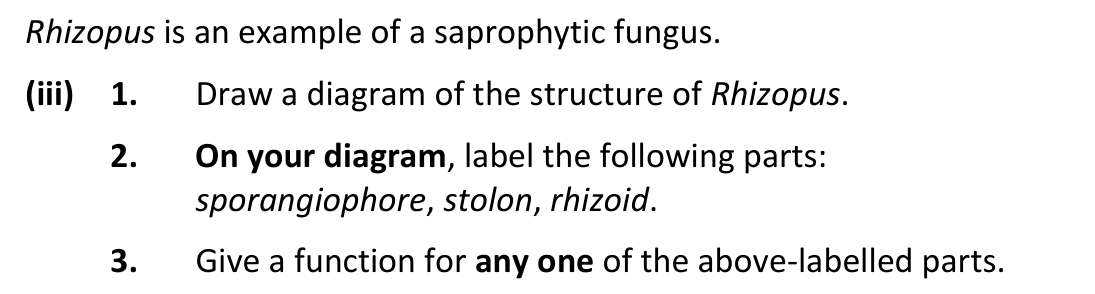 Rhizopus is an example of a saprophytic fungus.
(iii) 1. Draw a diagram of the structure of Rhizopus.
2. On your diagram, label the following parts:
sporangiophore, stolon, rhizoid.
3. Give a function for any one of the above-labelled parts.